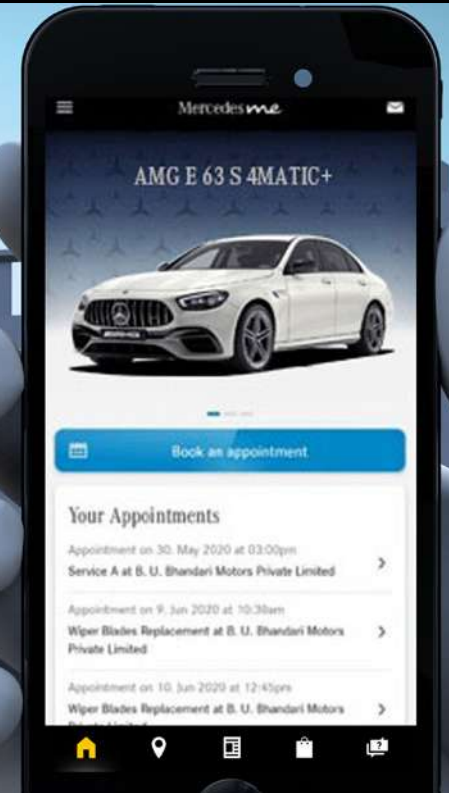 Mercedes me
AMG E 63 S 4MATIC+
Book an appointment
Your Appointments
Appointment on 30. May 2020 at 03:00pm
Service A at B. U. Bhandari Motors Private Limited
Appointment on 9. Jun 2020 at 10:30am
Wiper Blades Replacement at B. U. Bhandari Motors
Private Limited
Appointment on 10. Jun 2020 at 12:45pm
Wiper Blades Replacement at B. U. Bhandari Motors
Private Limited